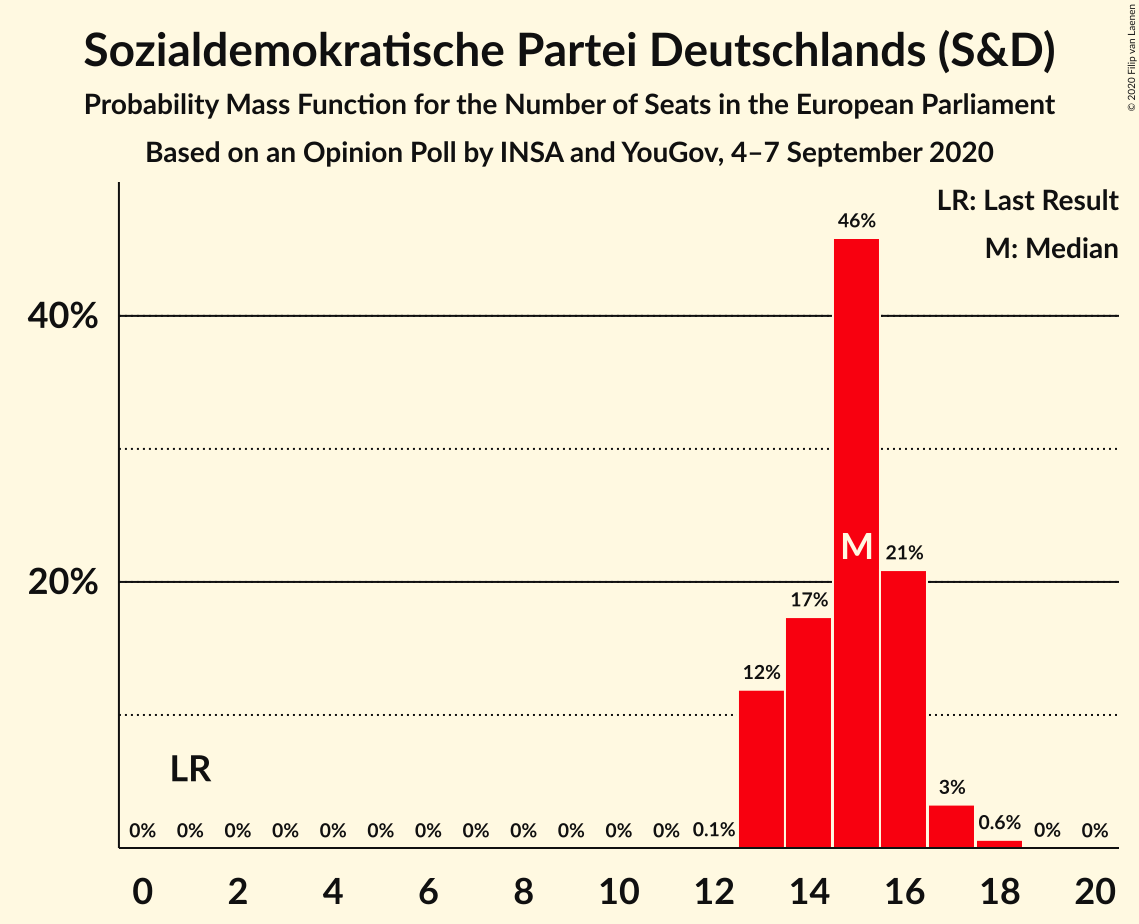 Sozialdemokratische Partei Deutschlands (S&D)
Probability Mass Function for the Number of Seats in the European Parliament
Based on an Opinion Poll by INSA and YouGov, 4–7 September 2020
© 2020 Filip van Laenen
LR: Last Result
M: Median
46%
40%
M
21%
20%
17%
12%
LR
3%
0% 0% 0% 0% 0% 0% 0% 0% 0% 0% 0% 0% 0.1% 0.6% 0% 0%
0 2 4 6 8 10 12 14 16 18 20